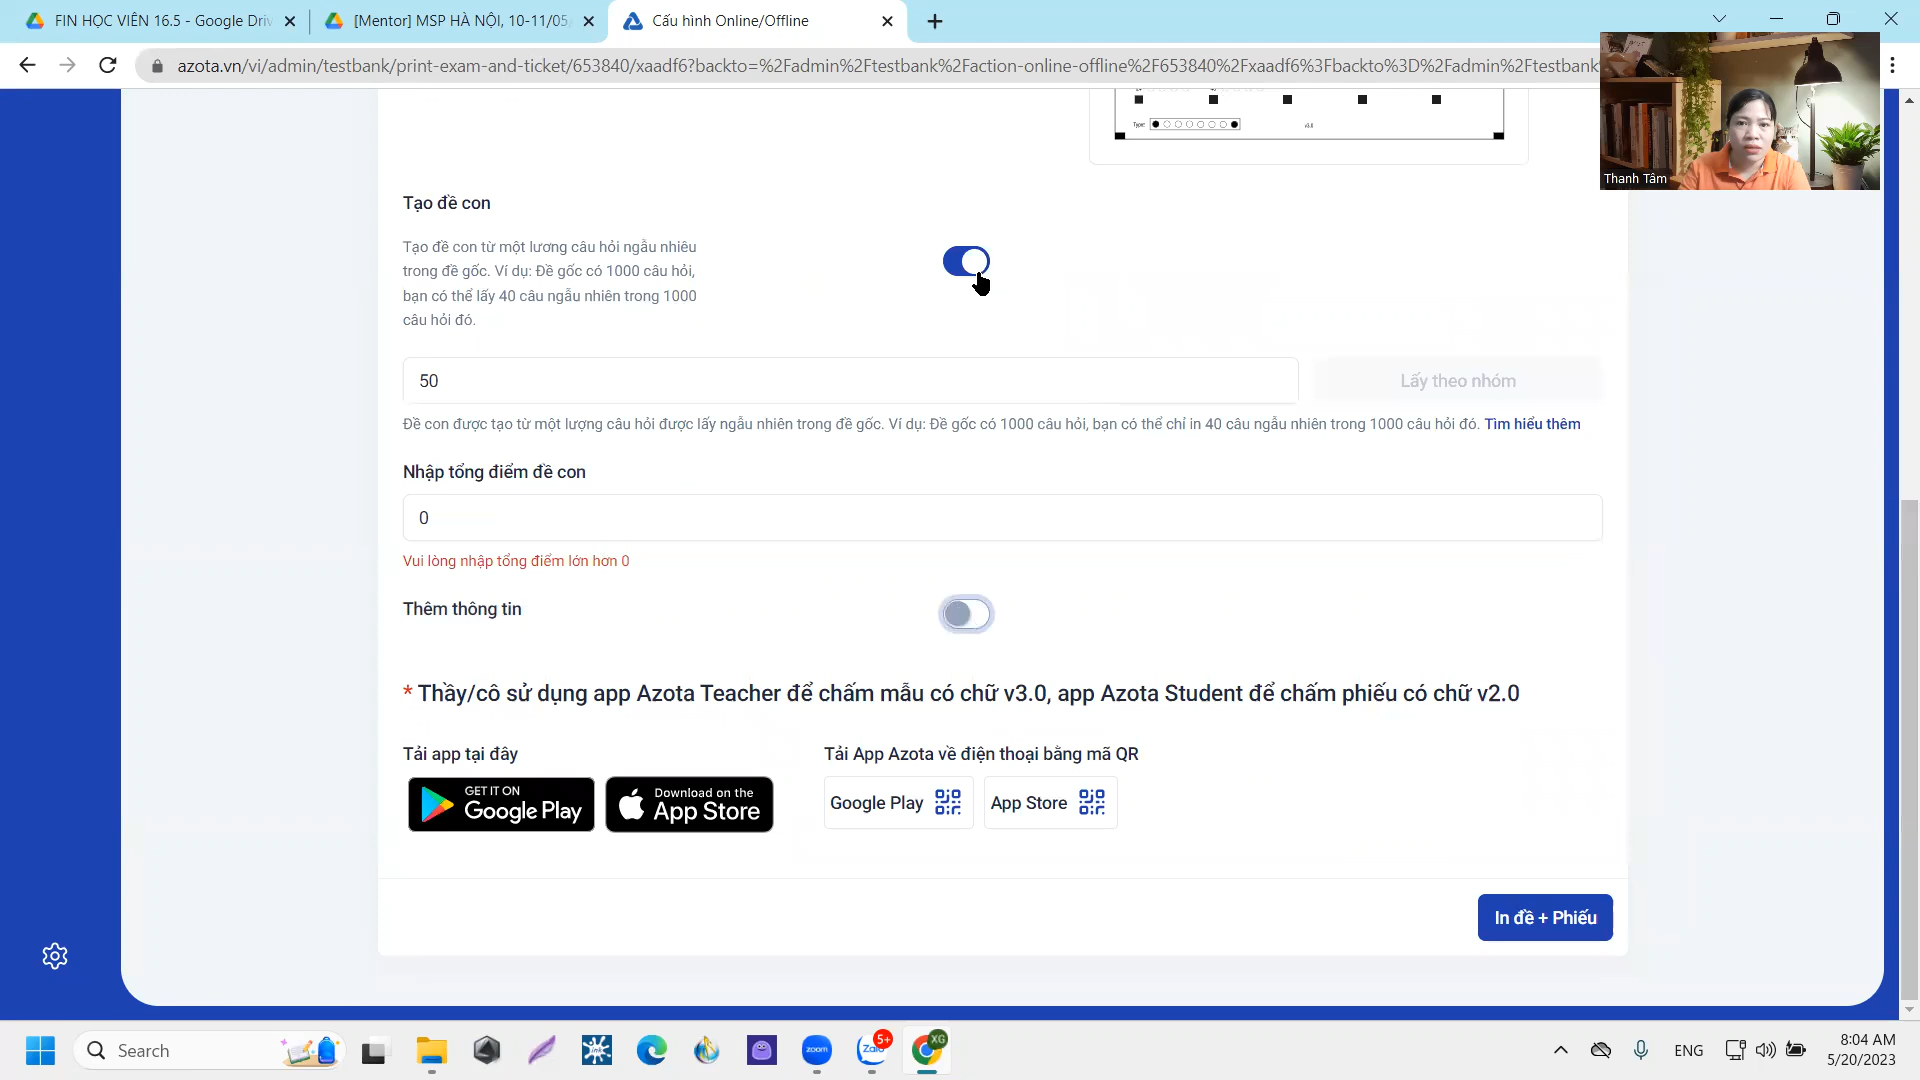 FIN HỌC VIÊN 16.5 - Google Driv
[Mentor] MSP HÀ NỘI, 10-11/05
Cấu hình Online/Offline
azota.vn/vi/admin/testbank/print-exam-and-ticket/653840/xaadf6?backto=%2Fadmin%2Ftestbank%2Faction-online-offline%2F653840%2Fxaadf6%3Fbackto%3D%2Fadmin%2Ftestbank
Thanh Tâm
Type:
v3.0
Tạo đề con
Tạo đề con từ một lương câu hỏi ngẫu nhiêu
trong đề gốc. Ví dụ: Đề gốc có 1000 câu hỏi,
bạn có thể lấy 40 câu ngẫu nhiên trong 1000
câu hỏi đó.
50
Lấy theo nhóm
Đề con được tạo từ một lượng câu hỏi được lấy ngẫu nhiên trong đề gốc. Ví dụ: Đề gốc có 1000 câu hỏi, bạn có thể chỉ in 40 câu ngẫu nhiên trong 1000 câu hỏi đó. Tìm hiểu thêm
Nhập tổng điểm đề con
0
Vui lòng nhập tổng điểm lớn hơn 0
Thêm thông tin
* Thầy/cô sử dụng app Azota Teacher để chấm mẫu có chữ v3.0, app Azota Student để chấm phiếu có chữ v2.0
Tải app tại đây
Tải App Azota về điện thoại bằng mã QR
GET IT ON
Google Play
Download on the
App Store
Google Play
App Store
In đề + Phiếu
Search
zoom
Zalo
5+
XG
ENG
8:04 AM
5/20/2023